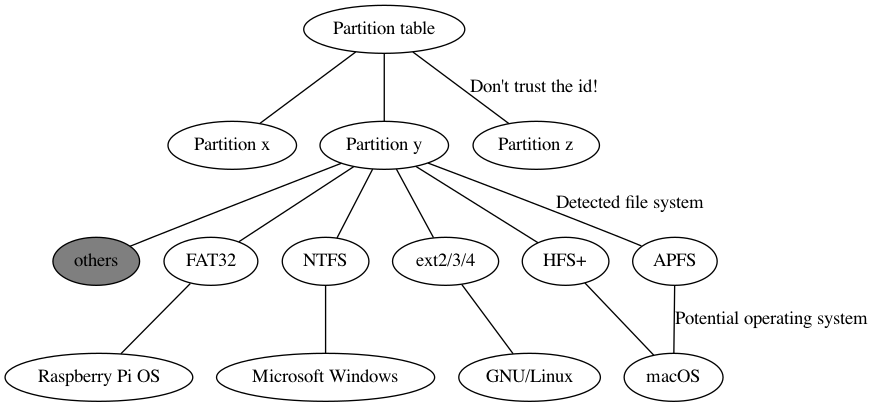 Partition table
Don't trust the id!
Partition x
Partition y
Partition z
Detected file system
others
FAT32
NTFS
ext2/3/4
HFS+
APFS
Potential operating system
Raspberry Pi OS
Microsoft Windows
GNU/Linux
macOS